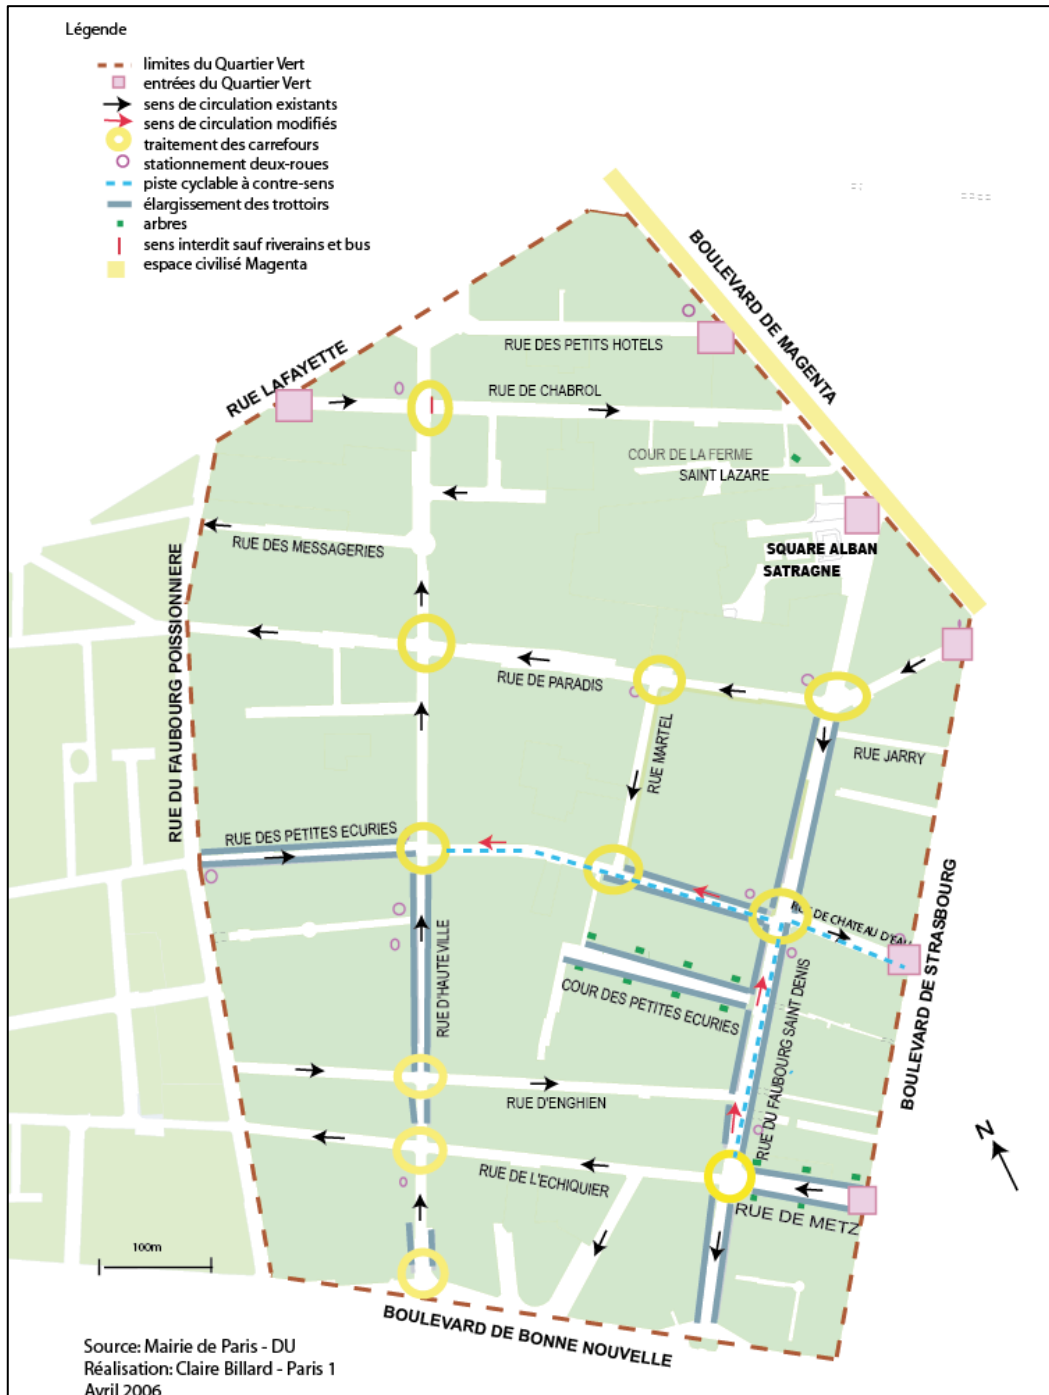 Légende
limites du Quartier Vert
entrées du Quartier Vert
sens de circulation existants
sens de circulation modifiés
traitement des carrefours
stationnement deux-roues
piste cyclable à contre-sens
élargissement des trottoirs
arbres
sens interdit sauf riverains et bus
espace civilisé Magenta
BOULEVARD DE MAGENTA
RUE LAFAYETTE
RUE DES PETITS HOTELS
RUE DE CHABROL
COUR DE LA FERME
SAINT LAZARE
RUE DES MESSAGERIES
SQUARE ALBAN
SATRAGNE
RUE DU FAUBOURG POISSIONNIERE
RUE DE PARADIS
RUE MARTEL
RUE JARRY
RUE DES PETITES ECURIES
RUE DE CHATEAU D'EAU
BOULEVARD DE STRASBOURG
RUE D'HAUTEVILLE
COUR DES PETITES ECURIES
RUE DU FAUBOURG SAINT DENIS
RUE D'ENGHIEN
RUE DE L'ECHIQUIER
RUE DE METZ
N
100m
BOULEVARD DE BONNE NOUVELLE
Source: Mairie de Paris - DU
Réalisation: Claire Billard - Paris 1
Avril 2006